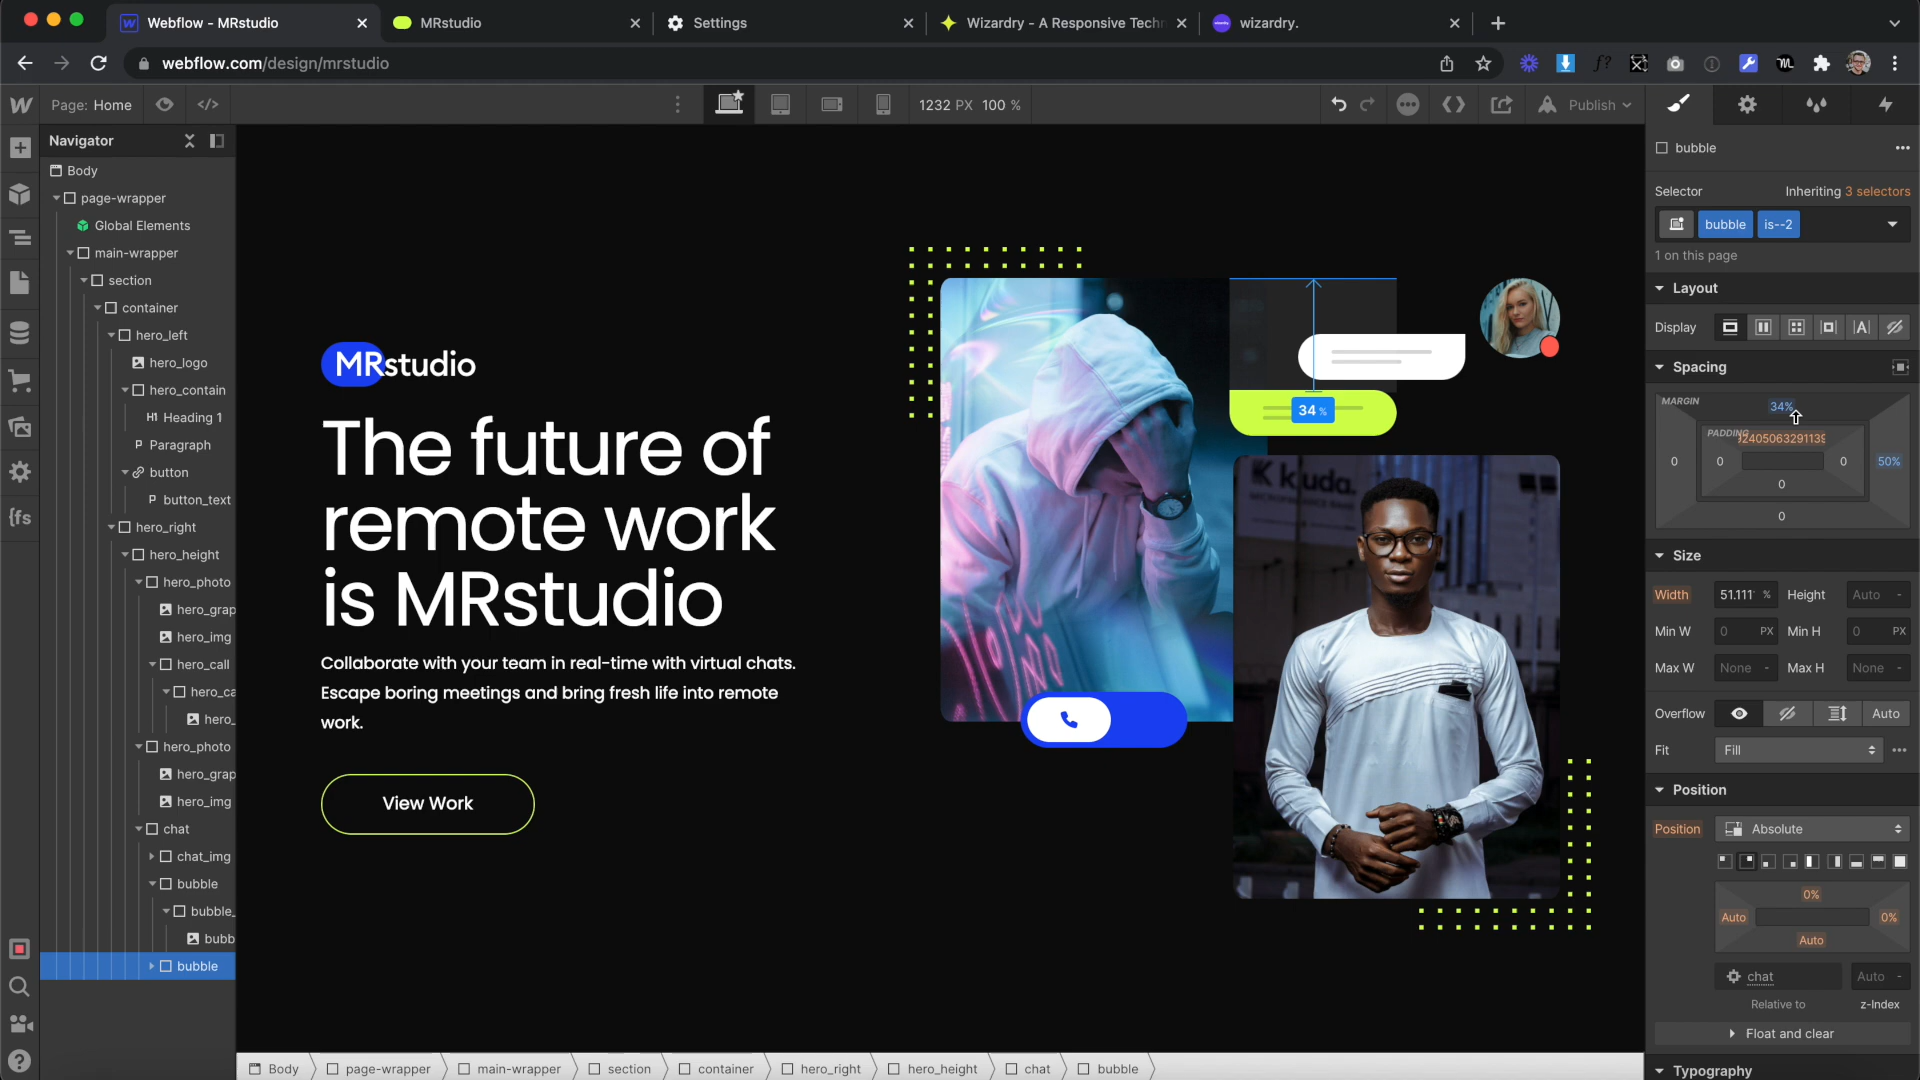 Webflow - MRstudio
MRstudio
Settings
Wizardry - A Responsive Techn
wizardry.
webflow.com/design/mrstudio
Page: Home
1232 PX 100 %
Publish
Navigator
Body
page-wrapper
Global Elements
main-wrapper
section
container
hero_left
hero_logo
hero_contain
H1 Heading 1
P Paragraph
button
P button_text
hero_right
hero_height
hero_photo
hero_grap
hero_img
hero_call
hero_ca
hero_
hero_photo
hero_grap
hero_img
chat
chat_img
bubble
bubble_
bubb
bubble
MRstudio
The future of
remote work
is MRstudio
Collaborate with your team in real-time with virtual chats.
Escape boring meetings and bring fresh life into remote
work.
View Work
34 %
kuda.
bubble
Selector
Inheriting 3 selectors
bubble is--2
1 on this page
Layout
Display
Spacing
MARGIN
34%
PADDING
2405063291139
0 0 0 50%
0
0
Size
Width 51.111 % Height Auto -
Min W 0 PX Min H 0 PX
Max W None - Max H None -
Overflow Auto
Fit Fill
Position
Position Absolute
0%
Auto 0%
Auto
chat Auto -
Relative to z-Index
Float and clear
Typography
Body page-wrapper main-wrapper section container hero_right hero_height chat bubble